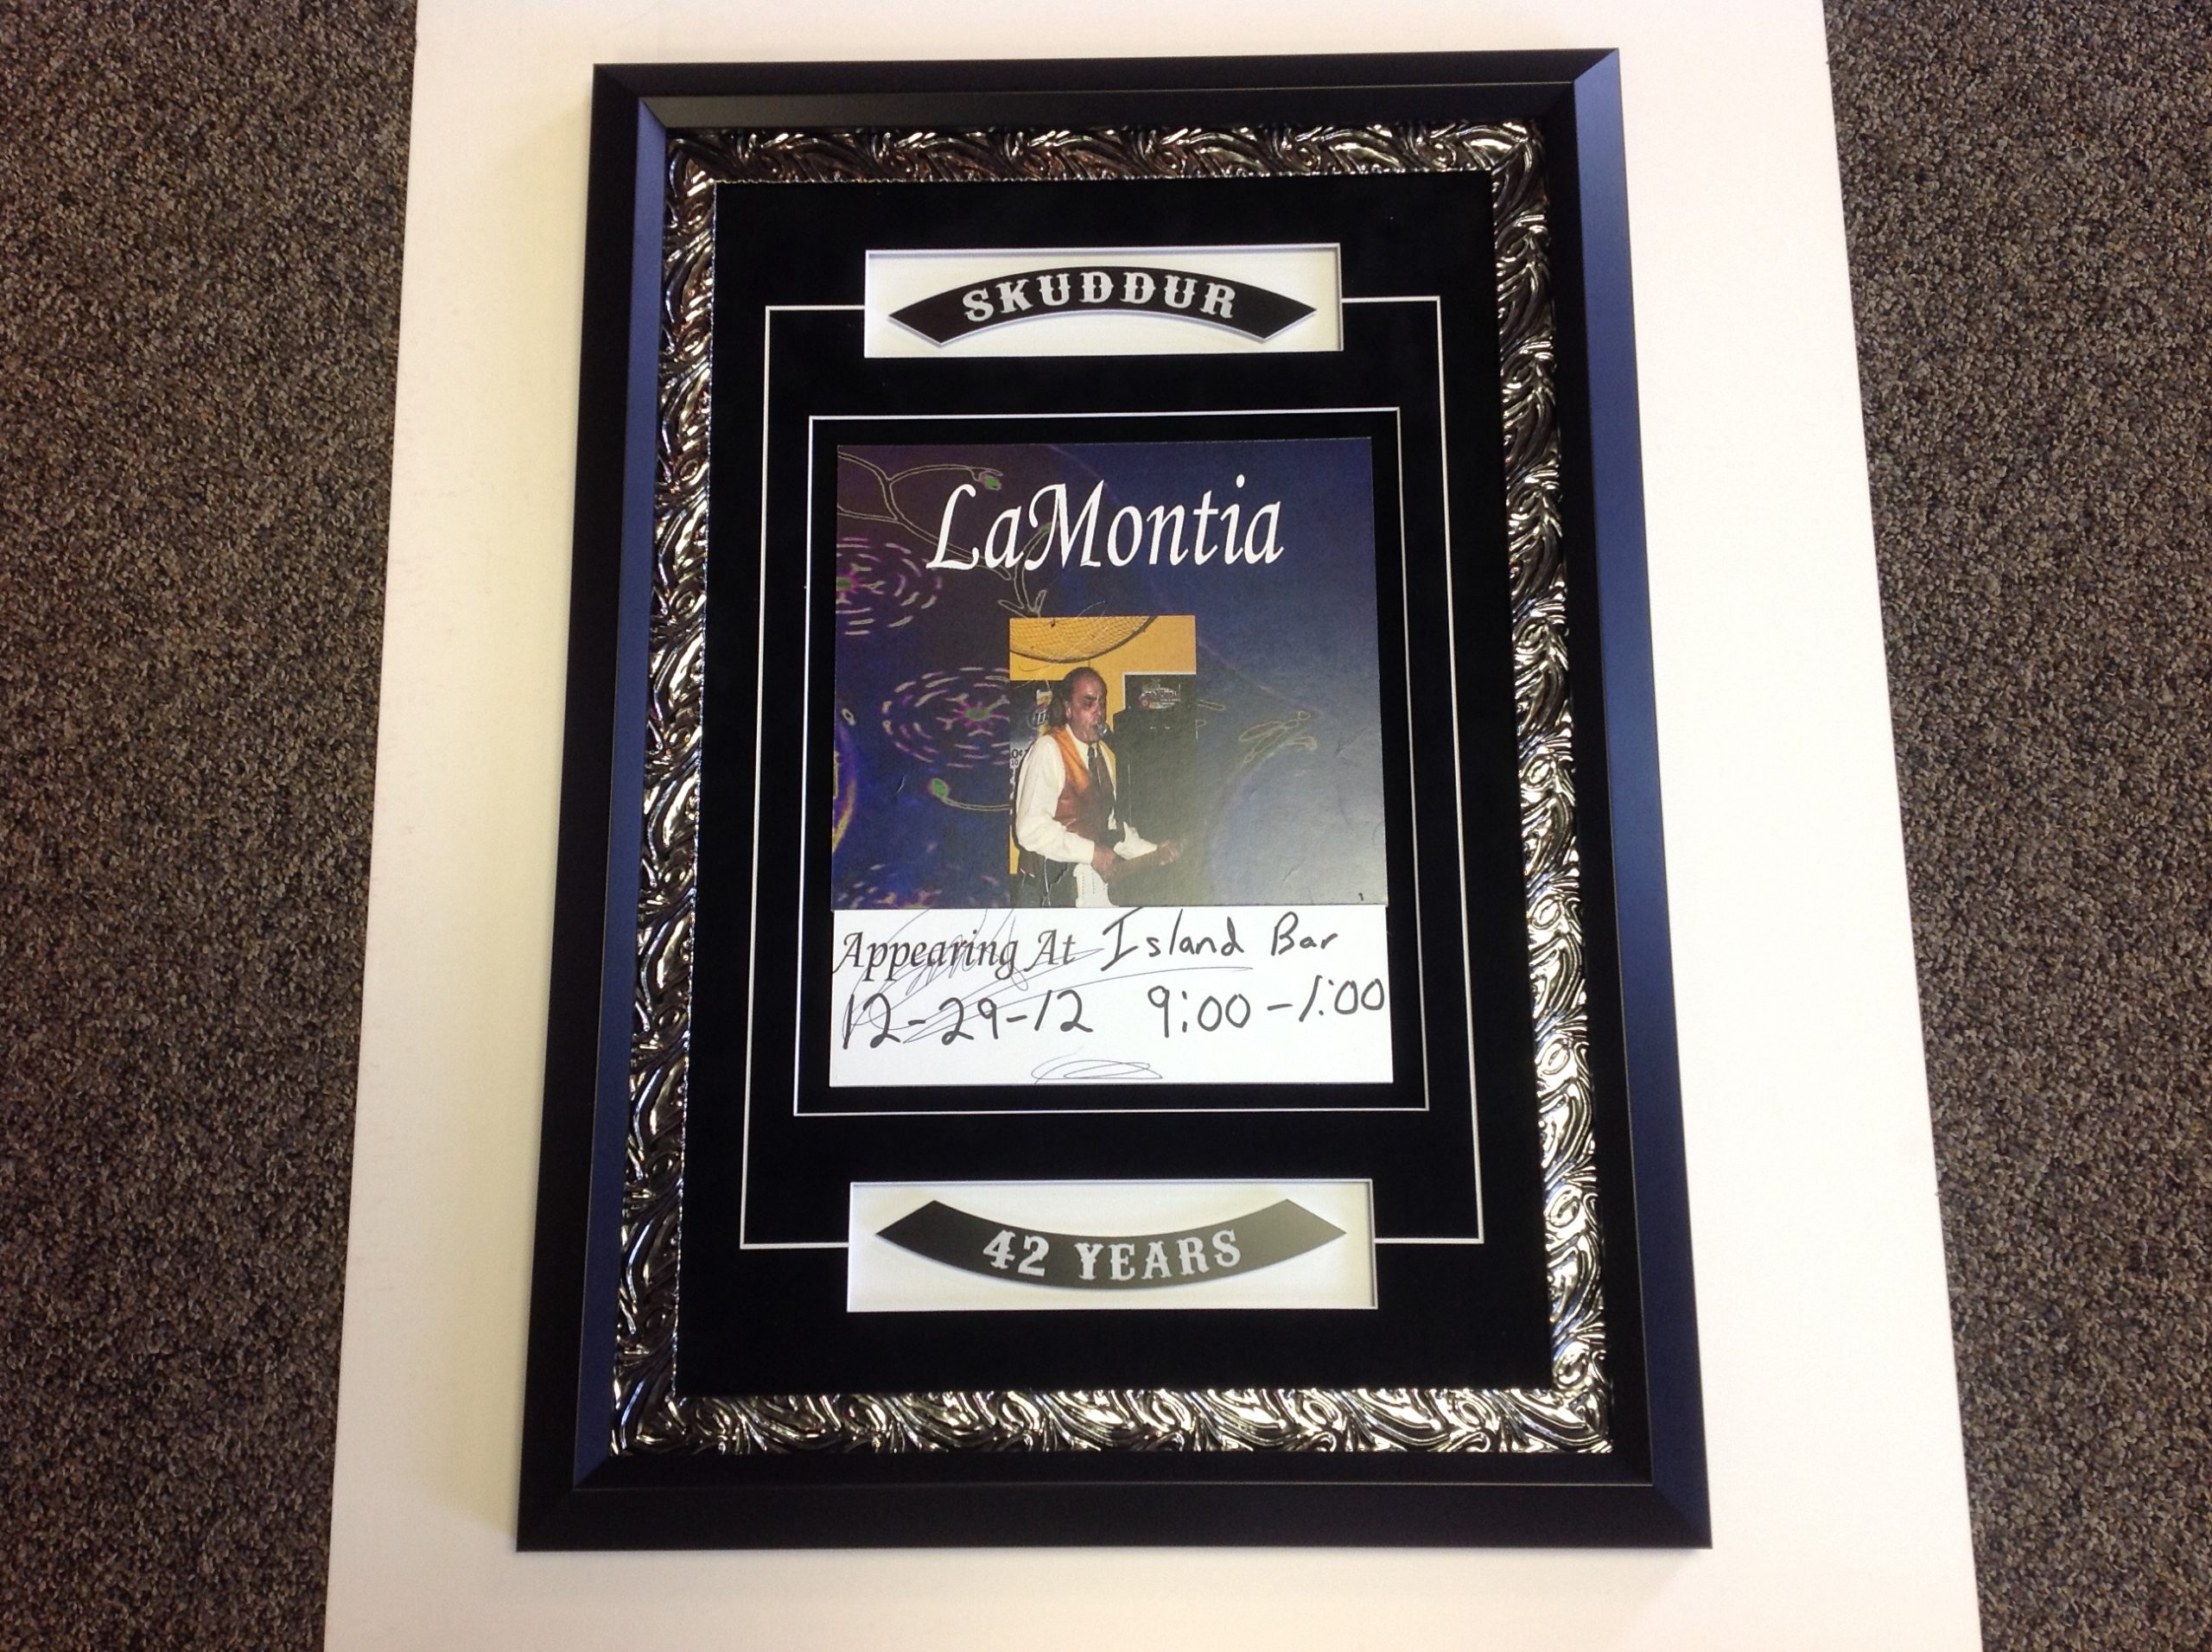 SKUDDUR
LaMontia
Appearing At Island Bar
12-29-12 9:00-1:00
42 YEARS